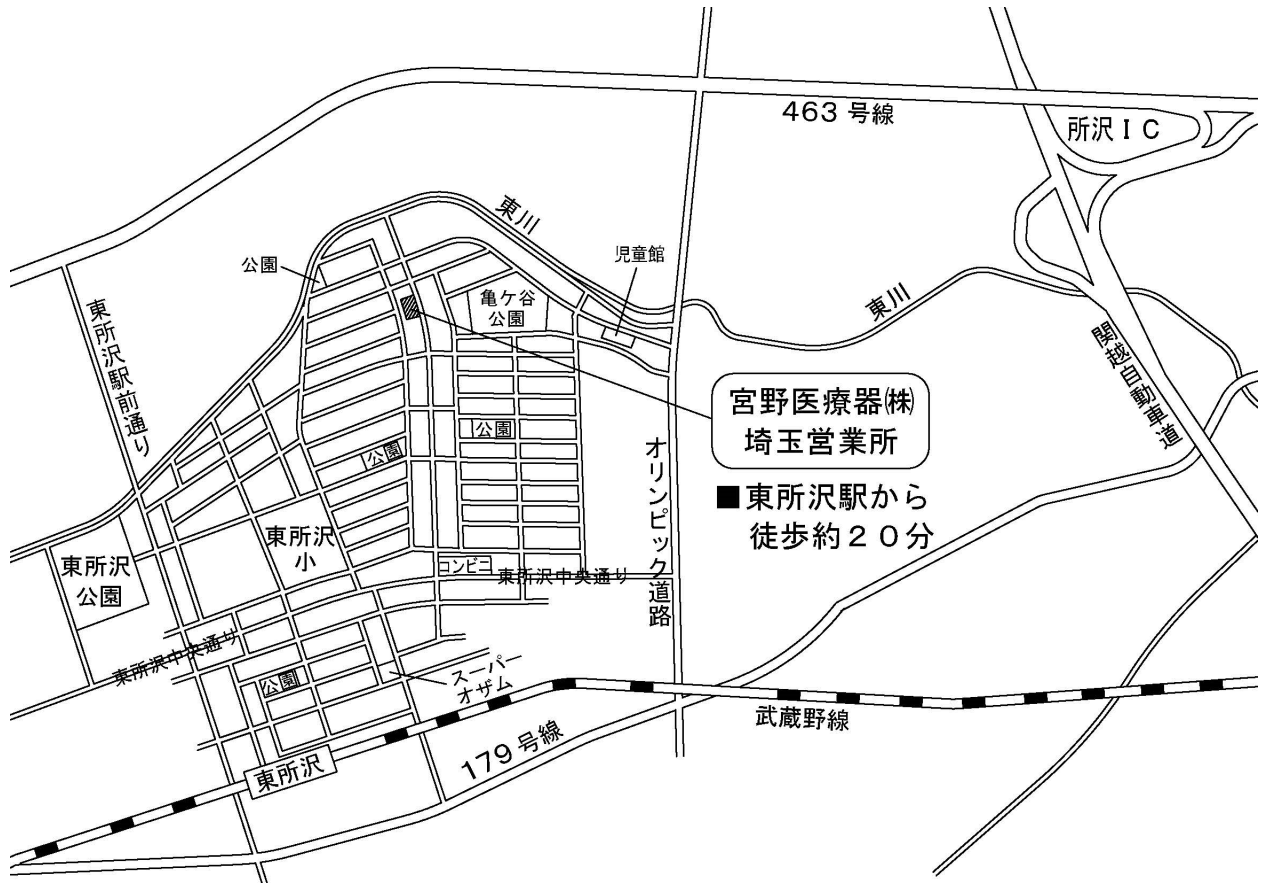 463号線
所沢IC
東川
児童館
公園
亀ケ谷
公園
東川
東所沢駅前通り
関越自動車道
宮野医療器㈱
埼玉営業所
公園
公園
オリンピック道路
■東所沢駅から
徒歩約20分
東所沢
小
東所沢
公園
コンビニ
東所沢中央通り
東所沢中央通り
公園
スーパー
オザム
武蔵野線
179号線
東所沢